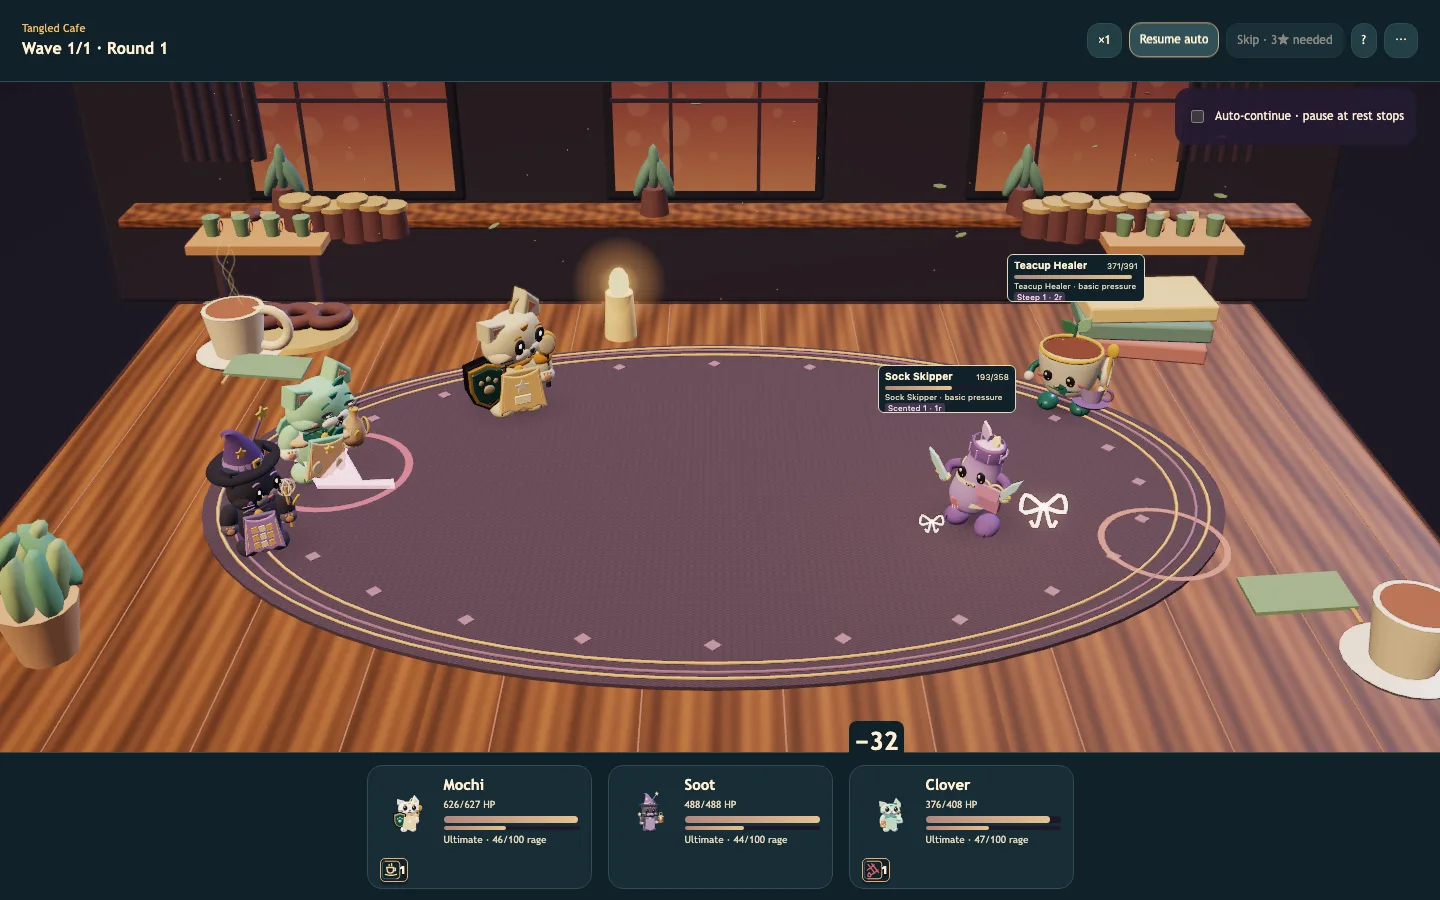 Tangled Cafe
Wave 1/1 · Round 1
×1
Resume auto
Skip · 3★ needed
?
···
Auto-continue · pause at rest stops
Teacup Healer 371/391
Teacup Healer · basic pressure
Steep 1 · 2r
Sock Skipper 193/358
Sock Skipper · basic pressure
Scented 1 · 1r
−32
Mochi
626/627 HP
Ultimate · 46/100 rage
1
Soot
488/488 HP
Ultimate · 44/100 rage
Clover
376/408 HP
Ultimate · 47/100 rage
1